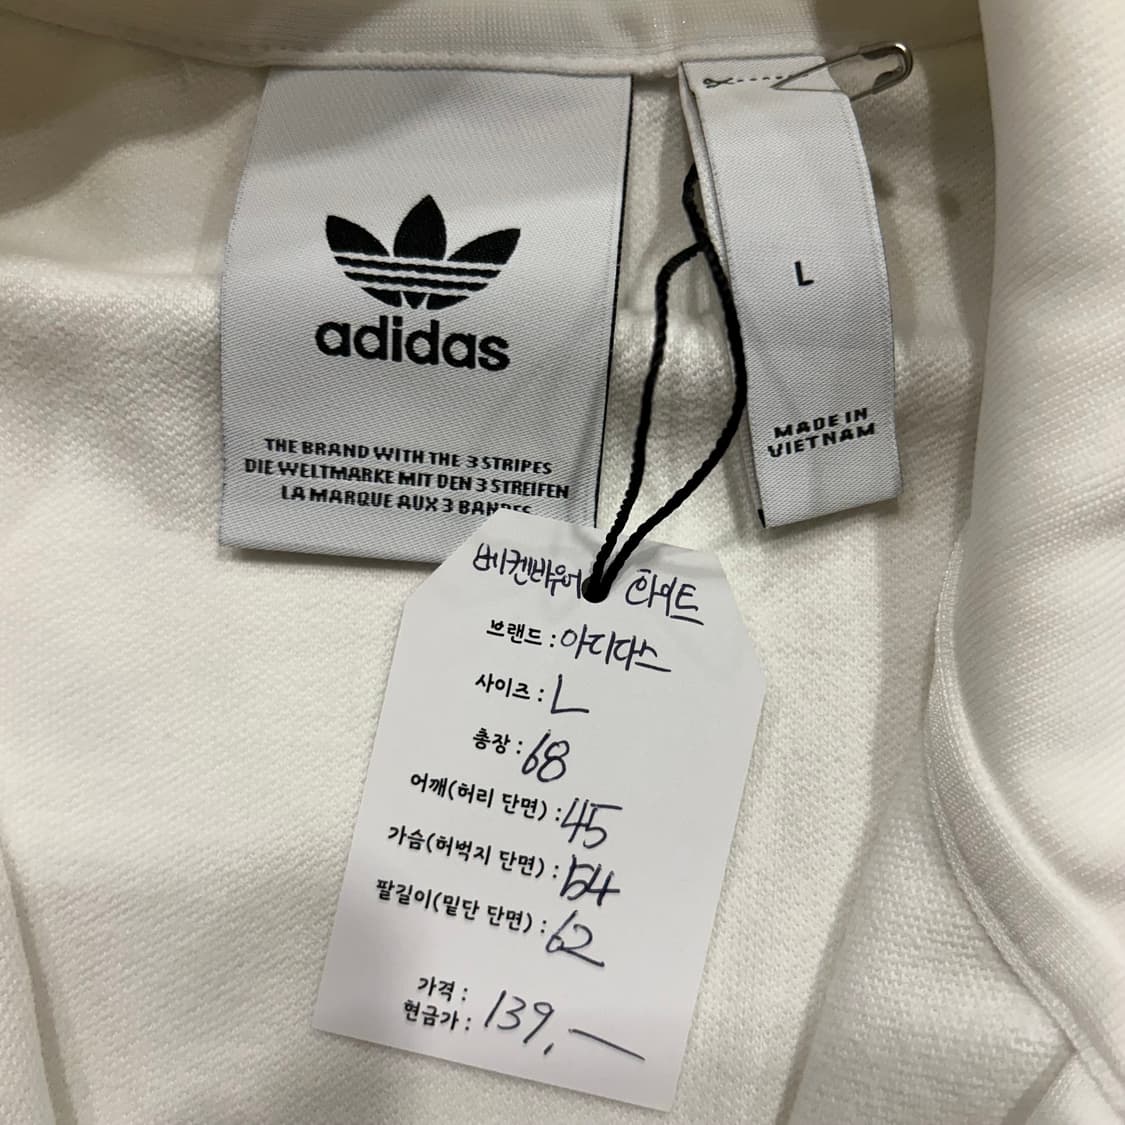 adidas
THE BRAND WITH THE 3 STRIPES
DIE WELTMARKE MIT DEN 3 STREIFEN
LA MARQUE AUX 3 BANDES
L
MADE IN
VIETNAM
베켄바우어 화이트
브랜드 : 아디다스
사이즈 : L
총장 : 68
어깨(허리 단면) : 45
가슴(허벅지 단면) : 54
팔길이(밑단 단면) : 62
가격 :
현금가 : 139,—